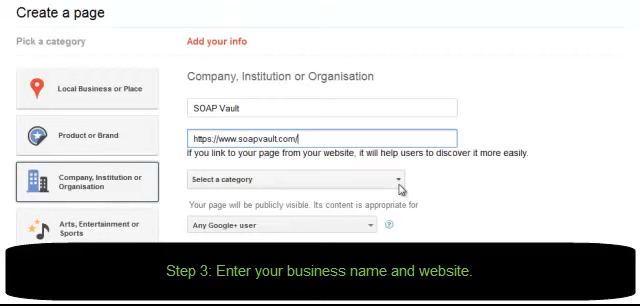 Create a page
Pick a category
Add your info
Local Business or Place
Product or Brand
Company, Institution or
Organisation
Arts, Entertainment or
Sports
Company, Institution or Organisation
SOAP Vault
https://www.soapvault.com/
If you link to your page from your website, it will help users to discover it more easily.
Select a category
Your page will be publicly visible. Its content is appropriate for
Any Google+ user
?
Step 3: Enter your business name and website.